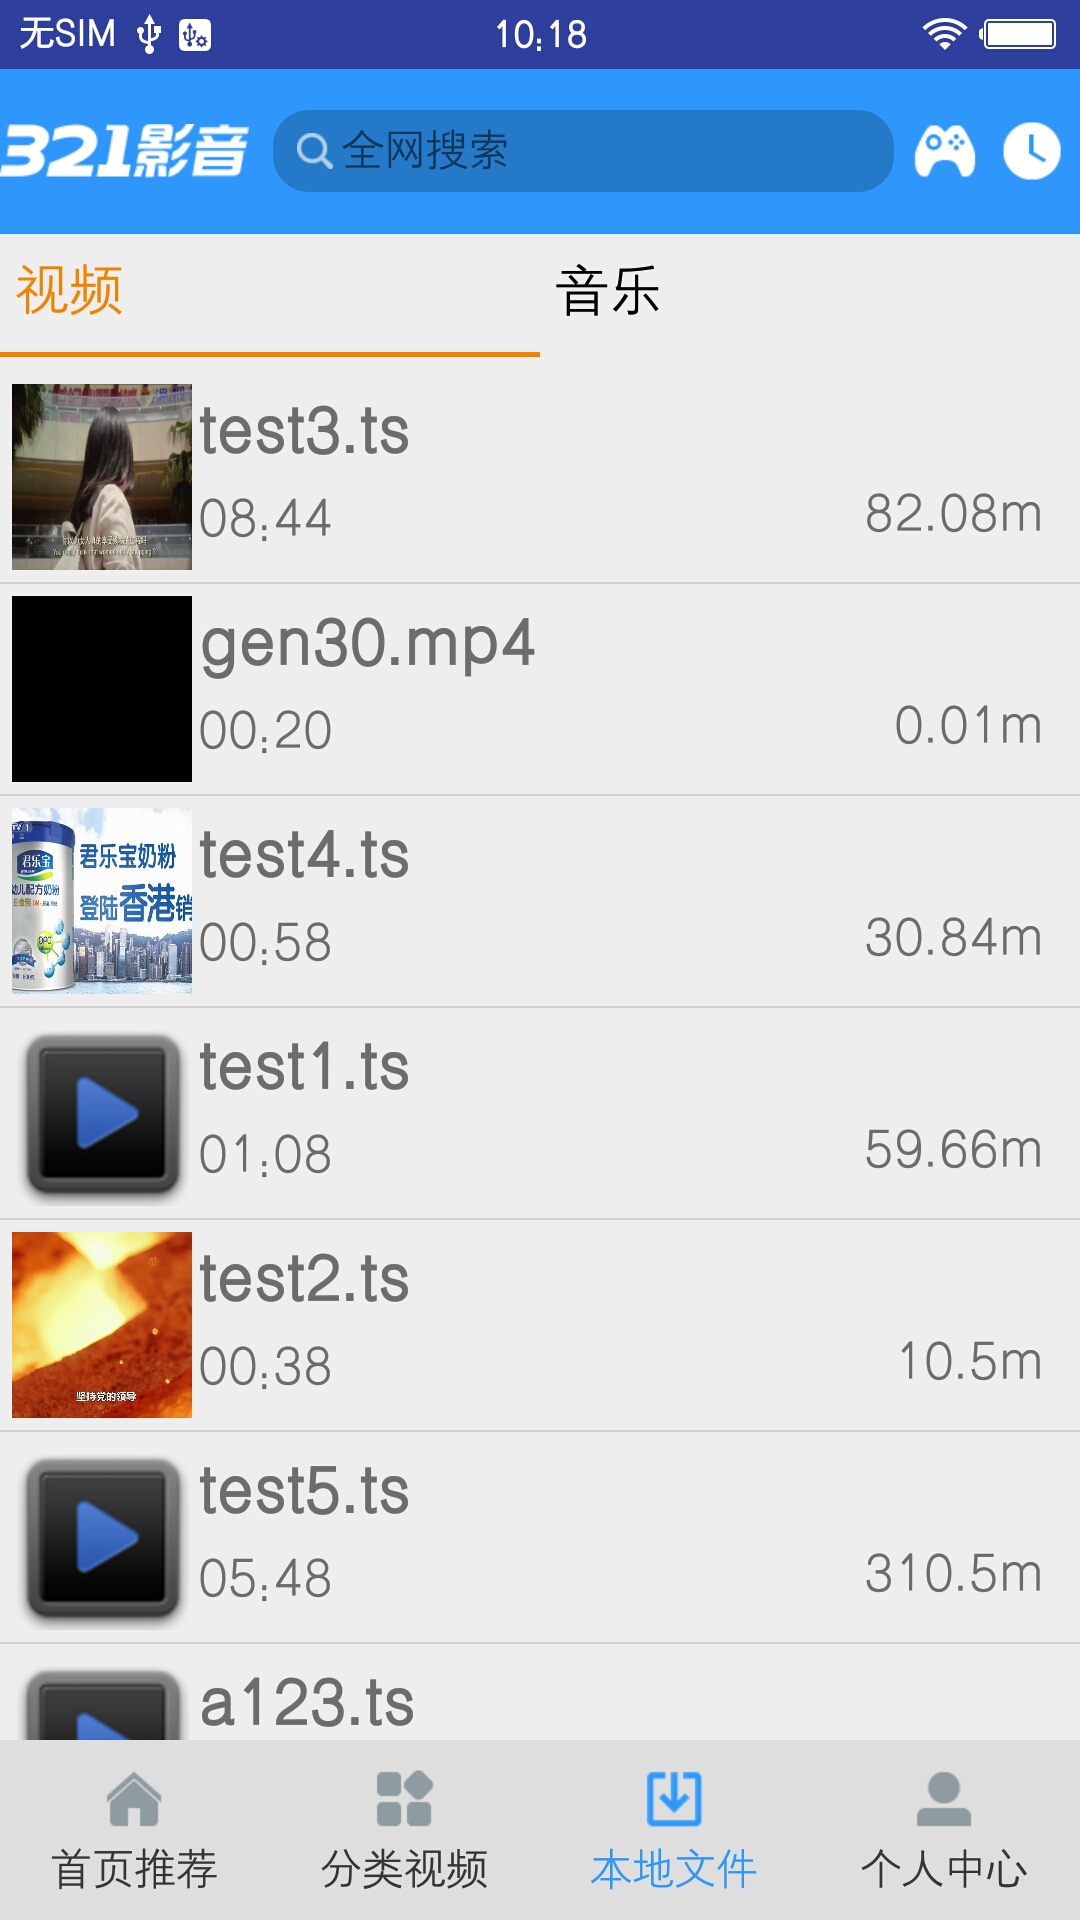 无SIM 10:18
321影音 全网搜索
视频 音乐
test3.ts
08:44 82.08m
gen30.mp4
00:20 0.01m
君乐宝
君乐宝奶粉
登陆香港销
test4.ts
00:58 30.84m
test1.ts
01:08 59.66m
test2.ts
00:38 10.5m
坚持党的领导
test5.ts
05:48 310.5m
a123.ts
首页推荐 分类视频 本地文件 个人中心